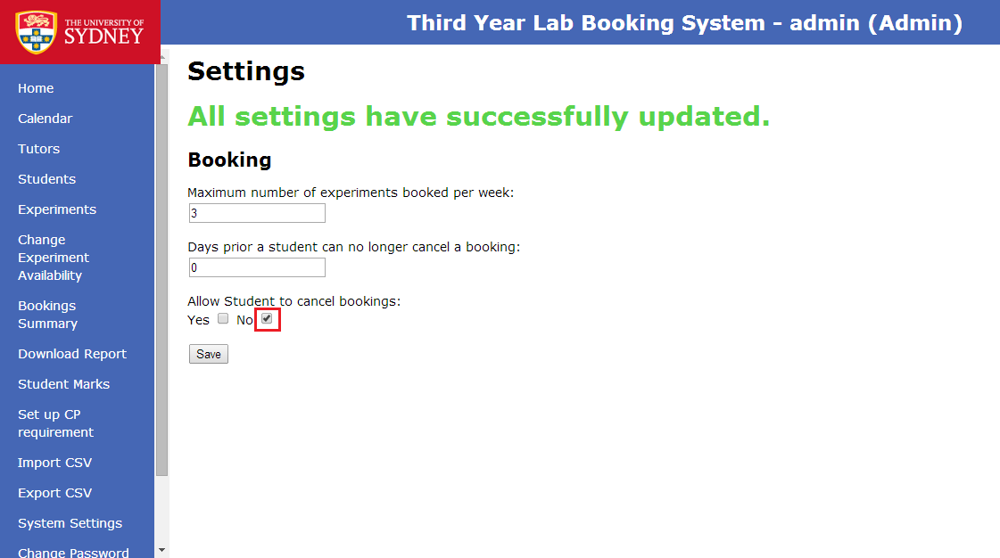 THE UNIVERSITY OF
SYDNEY
Third Year Lab Booking System - admin (Admin)
Home
Calendar
Tutors
Students
Experiments
Change
Experiment
Availability
Bookings
Summary
Download Report
Student Marks
Set up CP
requirement
Import CSV
Export CSV
System Settings
Change Password
Settings
All settings have successfully updated.
Booking
Maximum number of experiments booked per week:
3
Days prior a student can no longer cancel a booking:
0
Allow Student to cancel bookings:
Yes No
Save